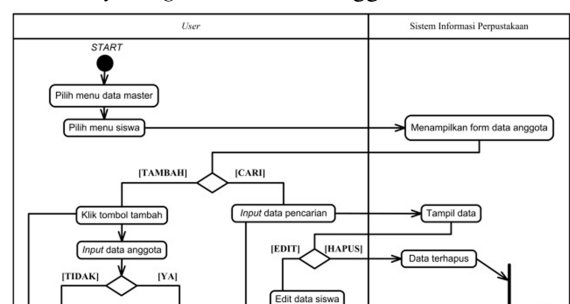 User
Sistem Informasi Perpustakaan
START
Pilih menu data master
Pilih menu siswa
Menampilkan form data anggota
[TAMBAH]
[CARI]
Klik tombol tambah
Input data pencarian
Tampil data
Input data anggota
[EDIT]
[HAPUS]
Data terhapus
[TIDAK]
[YA]
Edit data siswa